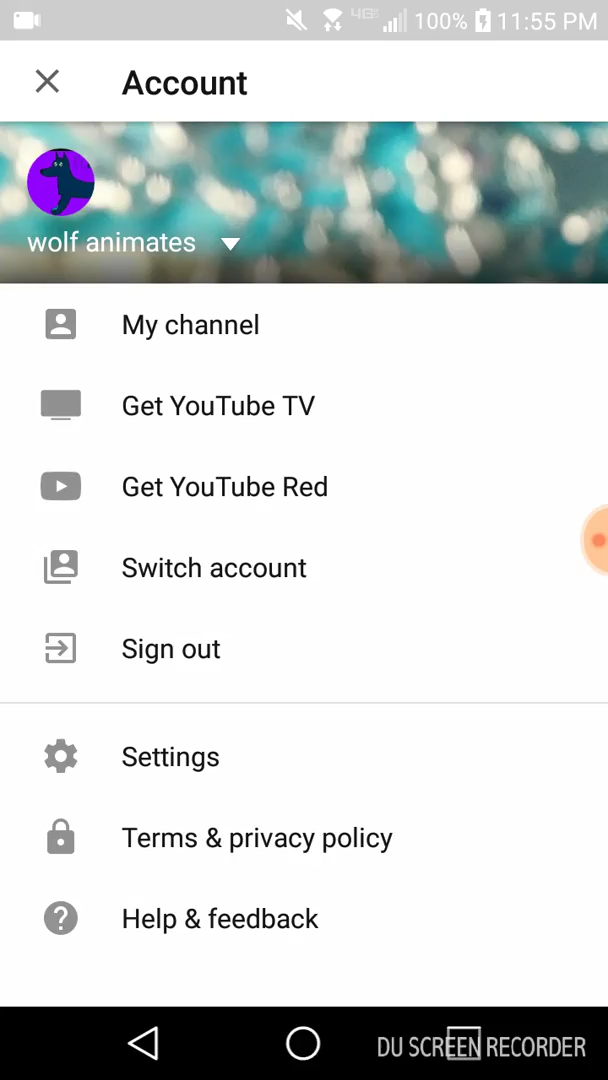 4G 100% 11:55 PM
Account
wolf animates
My channel
Get YouTube TV
Get YouTube Red
Switch account
Sign out
Settings
Terms & privacy policy
Help & feedback
DU SCREEN RECORDER